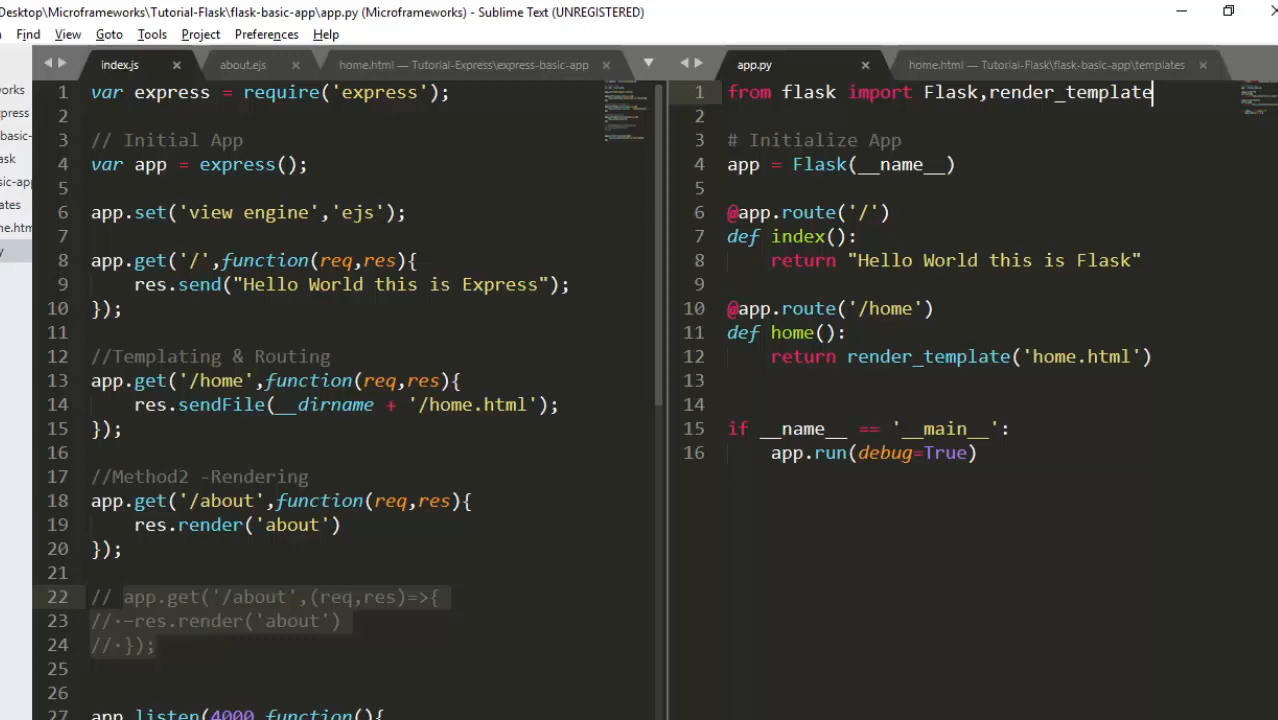 Desktop\Microframeworks\Tutorial-Flask\flask-basic-app\app.py (Microframeworks) - Sublime Text (UNREGISTERED)
Find View Goto Tools Project Preferences Help
index.js about.ejs home.html — Tutorial-Express\express-basic-app
1 var express = require('express');
2
3 // Initial App
4 var app = express();
5
6 app.set('view engine','ejs');
7
8 app.get('/',function(req,res){
9 res.send("Hello World this is Express");
10 });
11
12 //Templating & Routing
13 app.get('/home',function(req,res){
14 res.sendFile(__dirname + '/home.html');
15 });
16
17 //Method2 -Rendering
18 app.get('/about',function(req,res){
19 res.render('about')
20 });
21
22 // app.get('/about',(req,res)=>{
23 //·—res.render('about')
24 //·});
25
26
27 app.listen(4000,function(){
app.py home.html — Tutorial-Flask\flask-basic-app\templates
1 from flask import Flask,render_template
2
3 # Initialize App
4 app = Flask(__name__)
5
6 @app.route('/')
7 def index():
8 return "Hello World this is Flask"
9
10 @app.route('/home')
11 def home():
12 return render_template('home.html')
13
14
15 if __name__ == '__main__':
16 app.run(debug=True)